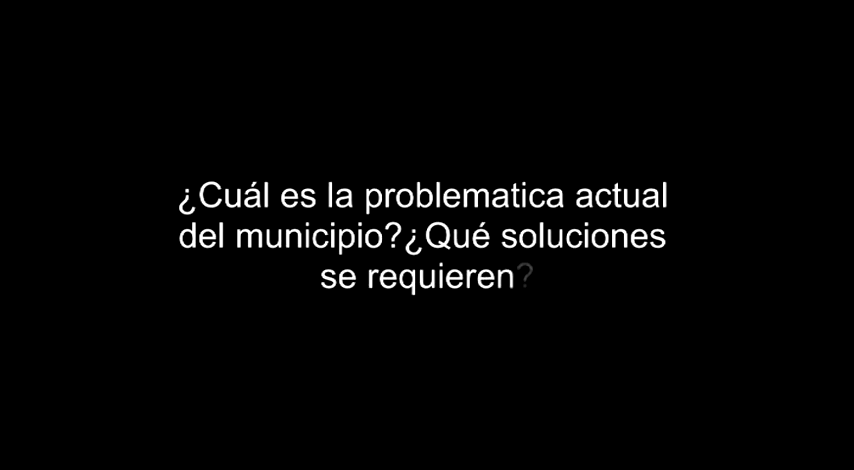 ¿Cuál es la problematica actual
del municipio?¿Qué soluciones
se requieren?